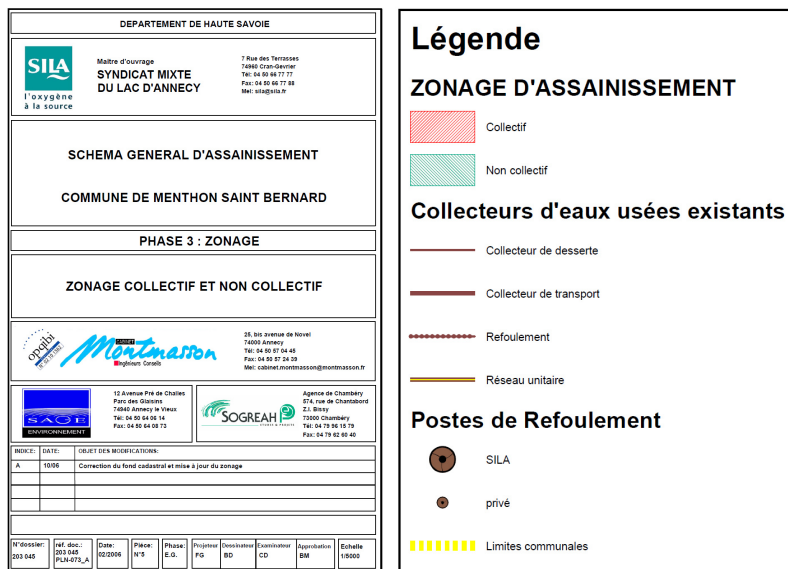 DEPARTEMENT DE HAUTE SAVOIE
SILA
l'oxygène
à la source
Maitre d'ouvrage
SYNDICAT MIXTE
DU LAC D'ANNECY
7 Rue des Terrasses
74960 Cran-Gevrier
Tél: 04 50 66 77 77
Fax: 04 50 66 77 88
Mel: sila@sila.fr
SCHEMA GENERAL D'ASSAINISSEMENT
COMMUNE DE MENTHON SAINT BERNARD
PHASE 3 : ZONAGE
ZONAGE COLLECTIF ET NON COLLECTIF
opqibi
CABINET
Montmasson
Ingénieurs Conseils
25, bis avenue de Novel
74000 Annecy
Tél: 04 50 57 04 45
Fax: 04 50 57 24 39
Mel: cabinet.montmasson@montmasson.fr
SAGE
ENVIRONNEMENT
12 Avenue Pré de Challes
Parc des Glaisins
74940 Annecy le Vieux
Tél: 04 50 64 06 14
Fax: 04 50 64 08 73
SOGREAH
Agence de Chambéry
574, rue de Chantabord
Z.I. Bissy
73000 Chambéry
Tél: 04 79 96 15 79
Fax: 04 79 62 60 40
INDICE: DATE: OBJET DES MODIFICATIONS:
A 10/06 Correction du fond cadastral et mise à jour du zonage
N°dossier: réf. doc.: Date: Pièce: Phase: Projeteur Dessinateur Examinateur Approbation Echelle
203 045 203 045 02/2006 N°5 E.G. FG BD CD BM 1/5000
PLN-073_A
Légende
ZONAGE D'ASSAINISSEMENT
Collectif
Non collectif
Collecteurs d'eaux usées existants
Collecteur de desserte
Collecteur de transport
Refoulement
Réseau unitaire
Postes de Refoulement
SILA
privé
Limites communales